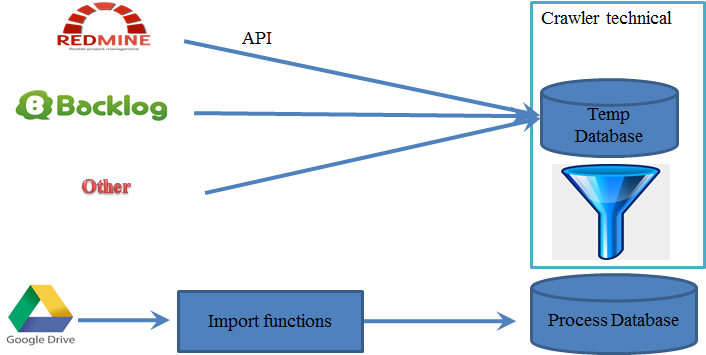 REDMINE
flexible project management
API
Crawler technical
Backlog
Temp
Database
Other
Google Drive
Import functions
Process Database